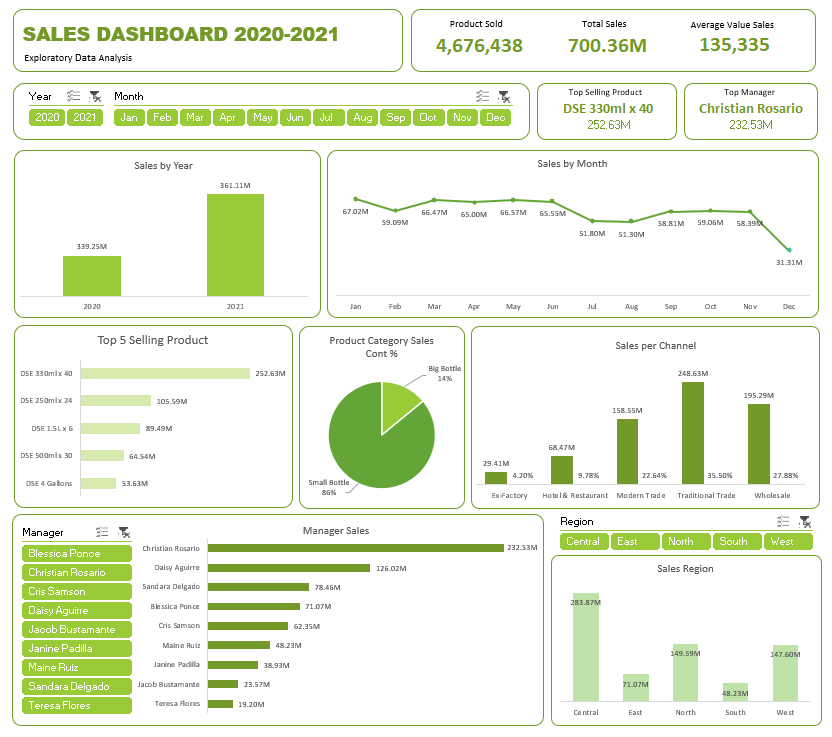 SALES DASHBOARD 2020-2021
Exploratory Data Analysis
Product Sold
4,676,438
Total Sales
700.36M
Average Value Sales
135,335
Year
2020 2021
Month
Jan Feb Mar Apr May Jun Jul Aug Sep Oct Nov Dec
Top Selling Product
DSE 330ml x 40
252.63M
Top Manager
Christian Rosario
232.53M
Sales by Year
339.25M
361.11M
2020 2021
Sales by Month
67.02M 59.09M 66.47M 65.00M 66.57M 65.55M 51.80M 51.30M 58.81M 59.06M 58.39M 31.31M
Jan Feb Mar Apr May Jun Jul Aug Sep Oct Nov Dec
Top 5 Selling Product
DSE 330ml x 40 252.63M
DSE 250ml x 24 105.59M
DSE 1.5L x 6 89.49M
DSE 500ml x 30 64.54M
DSE 4 Gallons 53.63M
Product Category Sales
Cont %
Big Bottle
14%
Small Bottle
86%
Sales per Channel
29.41M 4.20% 68.47M 9.78% 158.55M 22.64% 248.63M 35.50% 195.29M 27.88%
Ex-Factory Hotel & Restaurant Modern Trade Traditional Trade Wholesale
Manager
Blessica Ponce
Christian Rosario
Cris Samson
Daisy Aguirre
Jacob Bustamante
Janine Padilla
Maine Ruiz
Sandara Delgado
Teresa Flores
Manager Sales
Christian Rosario 232.53M
Daisy Aguirre 126.02M
Sandara Delgado 78.46M
Blessica Ponce 71.07M
Cris Samson 62.35M
Maine Ruiz 48.23M
Janine Padilla 38.93M
Jacob Bustamante 23.57M
Teresa Flores 19.20M
Region
Central East North South West
Sales Region
283.87M 71.07M 149.59M 48.23M 147.60M
Central East North South West